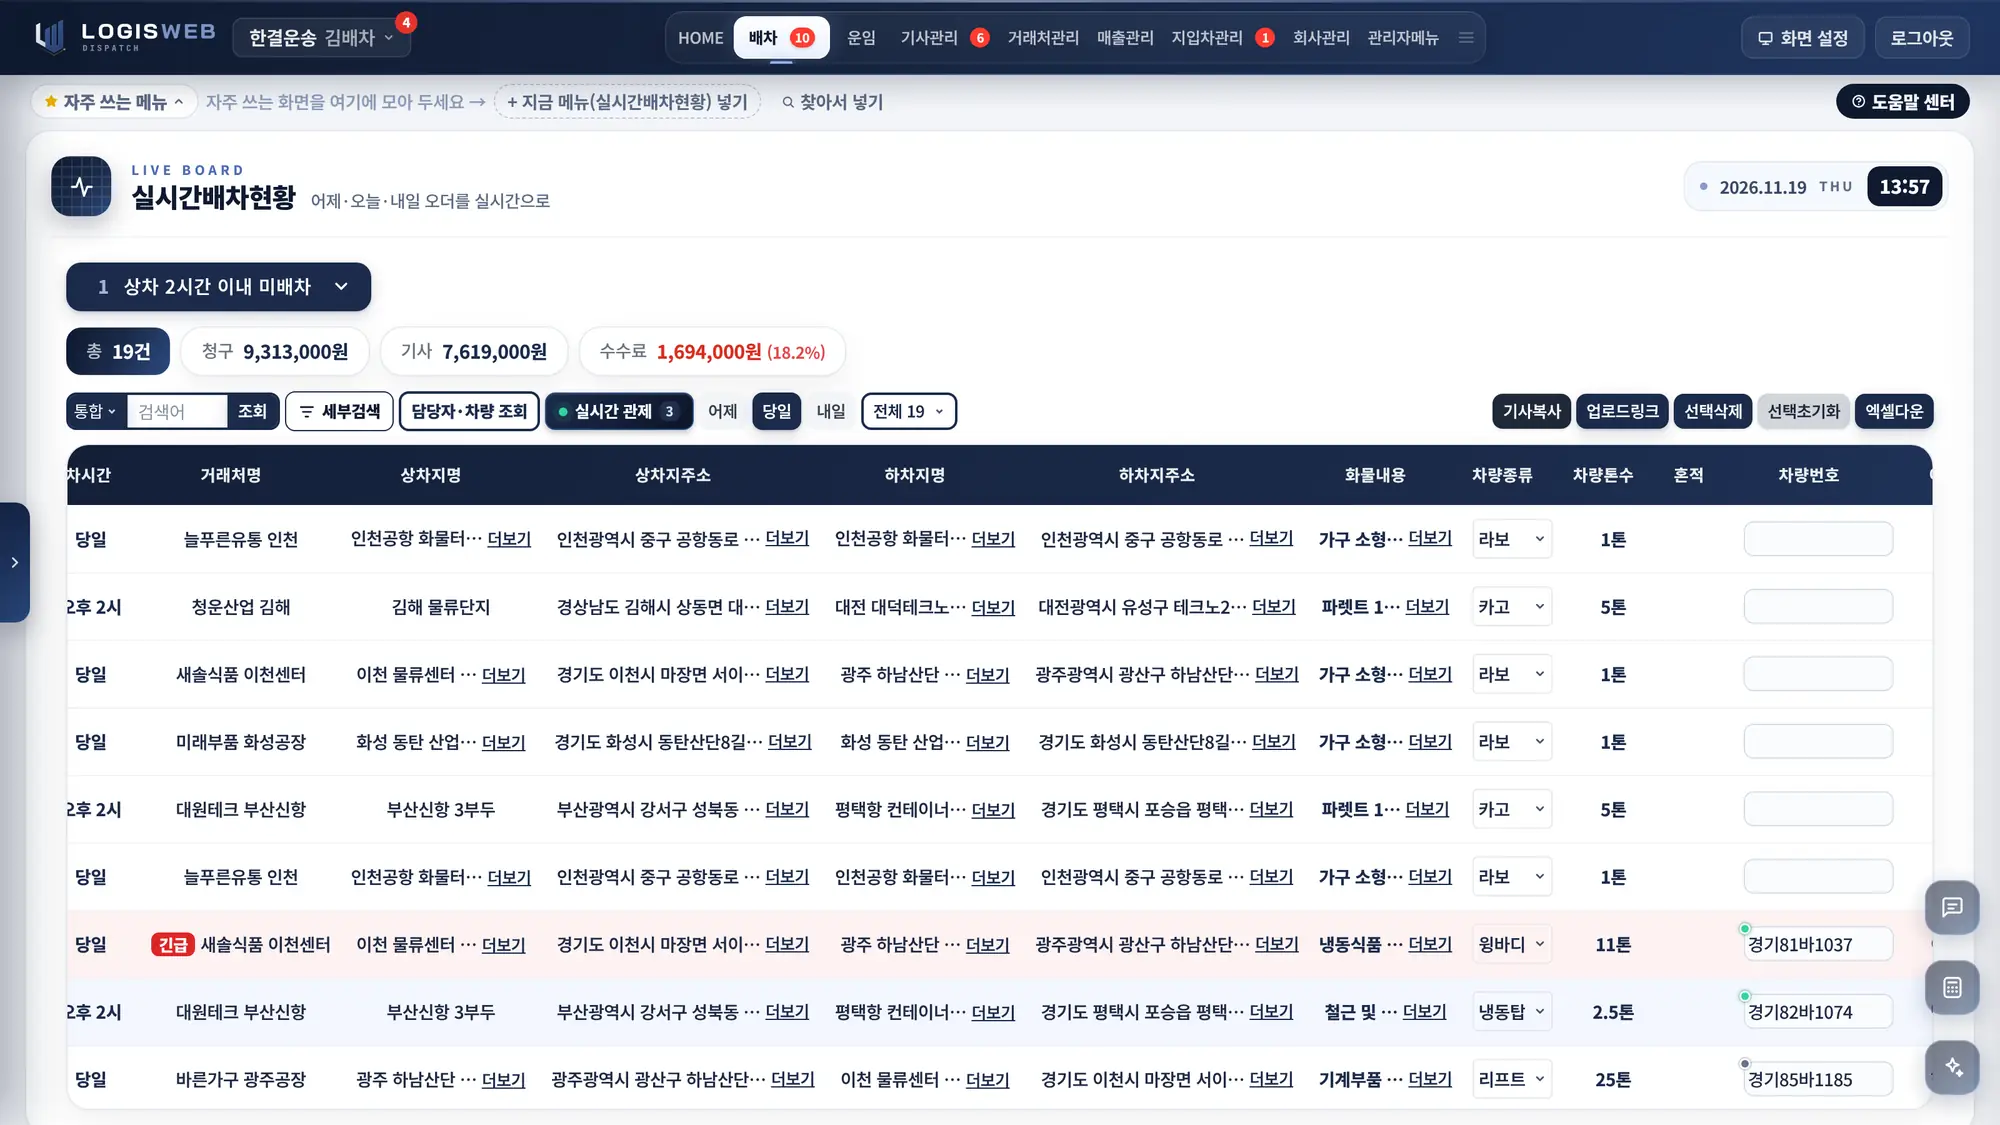 LOGISWEB
DISPATCH
한결운송 김배차 4
HOME 배차 10 운임 기사관리 6 거래처관리 매출관리 지입차관리 1 회사관리 관리자메뉴
화면 설정 로그아웃
자주 쓰는 메뉴 자주 쓰는 화면을 여기에 모아 두세요 → + 지금 메뉴(실시간배차현황) 넣기 찾아서 넣기
도움말 센터
LIVE BOARD
실시간배차현황 어제·오늘·내일 오더를 실시간으로
2026.11.19 THU 13:57
1 상차 2시간 이내 미배차
총 19건 청구 9,313,000원 기사 7,619,000원 수수료 1,694,000원 (18.2%)
통합 검색어 조회 세부검색 담당자·차량 조회 실시간 관제 3 어제 당일 내일 전체 19
기사복사 업로드링크 선택삭제 선택초기화 엑셀다운
차시간 거래처명 상차지명 상차지주소 하차지명 하차지주소 화물내용 차량종류 차량톤수 혼적 차량번호
당일 늘푸른유통 인천 인천공항 화물터··· 더보기 인천광역시 중구 공항동로 ··· 더보기 인천공항 화물터··· 더보기 인천광역시 중구 공항동로 ··· 더보기 가구 소형··· 더보기 라보 1톤
오후 2시 청운산업 김해 김해 물류단지 경상남도 김해시 상동면 대··· 더보기 대전 대덕테크노··· 더보기 대전광역시 유성구 테크노2··· 더보기 파렛트 1··· 더보기 카고 5톤
당일 새솔식품 이천센터 이천 물류센터 ··· 더보기 경기도 이천시 마장면 서이··· 더보기 광주 하남산단 ··· 더보기 광주광역시 광산구 하남산단··· 더보기 가구 소형··· 더보기 라보 1톤
당일 미래부품 화성공장 화성 동탄 산업··· 더보기 경기도 화성시 동탄산단8길··· 더보기 화성 동탄 산업··· 더보기 경기도 화성시 동탄산단8길··· 더보기 가구 소형··· 더보기 라보 1톤
오후 2시 대원테크 부산신항 부산신항 3부두 부산광역시 강서구 성북동 ··· 더보기 평택항 컨테이너··· 더보기 경기도 평택시 포승읍 평택··· 더보기 파렛트 1··· 더보기 카고 5톤
당일 늘푸른유통 인천 인천공항 화물터··· 더보기 인천광역시 중구 공항동로 ··· 더보기 인천공항 화물터··· 더보기 인천광역시 중구 공항동로 ··· 더보기 가구 소형··· 더보기 라보 1톤
당일 긴급 새솔식품 이천센터 이천 물류센터 ··· 더보기 경기도 이천시 마장면 서이··· 더보기 광주 하남산단 ··· 더보기 광주광역시 광산구 하남산단··· 더보기 냉동식품 ··· 더보기 윙바디 11톤 경기81바1037
오후 2시 대원테크 부산신항 부산신항 3부두 부산광역시 강서구 성북동 ··· 더보기 평택항 컨테이너··· 더보기 경기도 평택시 포승읍 평택··· 더보기 철근 및 ··· 더보기 냉동탑 2.5톤 경기82바1074
당일 바른가구 광주공장 광주 하남산단 ··· 더보기 광주광역시 광산구 하남산단··· 더보기 이천 물류센터 ··· 더보기 경기도 이천시 마장면 서이··· 더보기 기계부품 ··· 더보기 리프트 25톤 경기85바1185